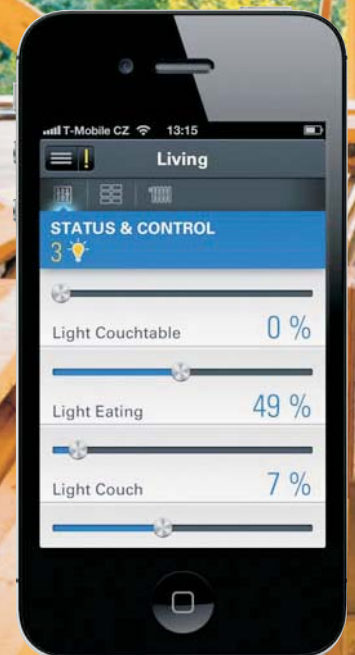 T-Mobile CZ 13:15
Living
STATUS & CONTROL
3
Light Couchtable 0 %
Light Eating 49 %
Light Couch 7 %